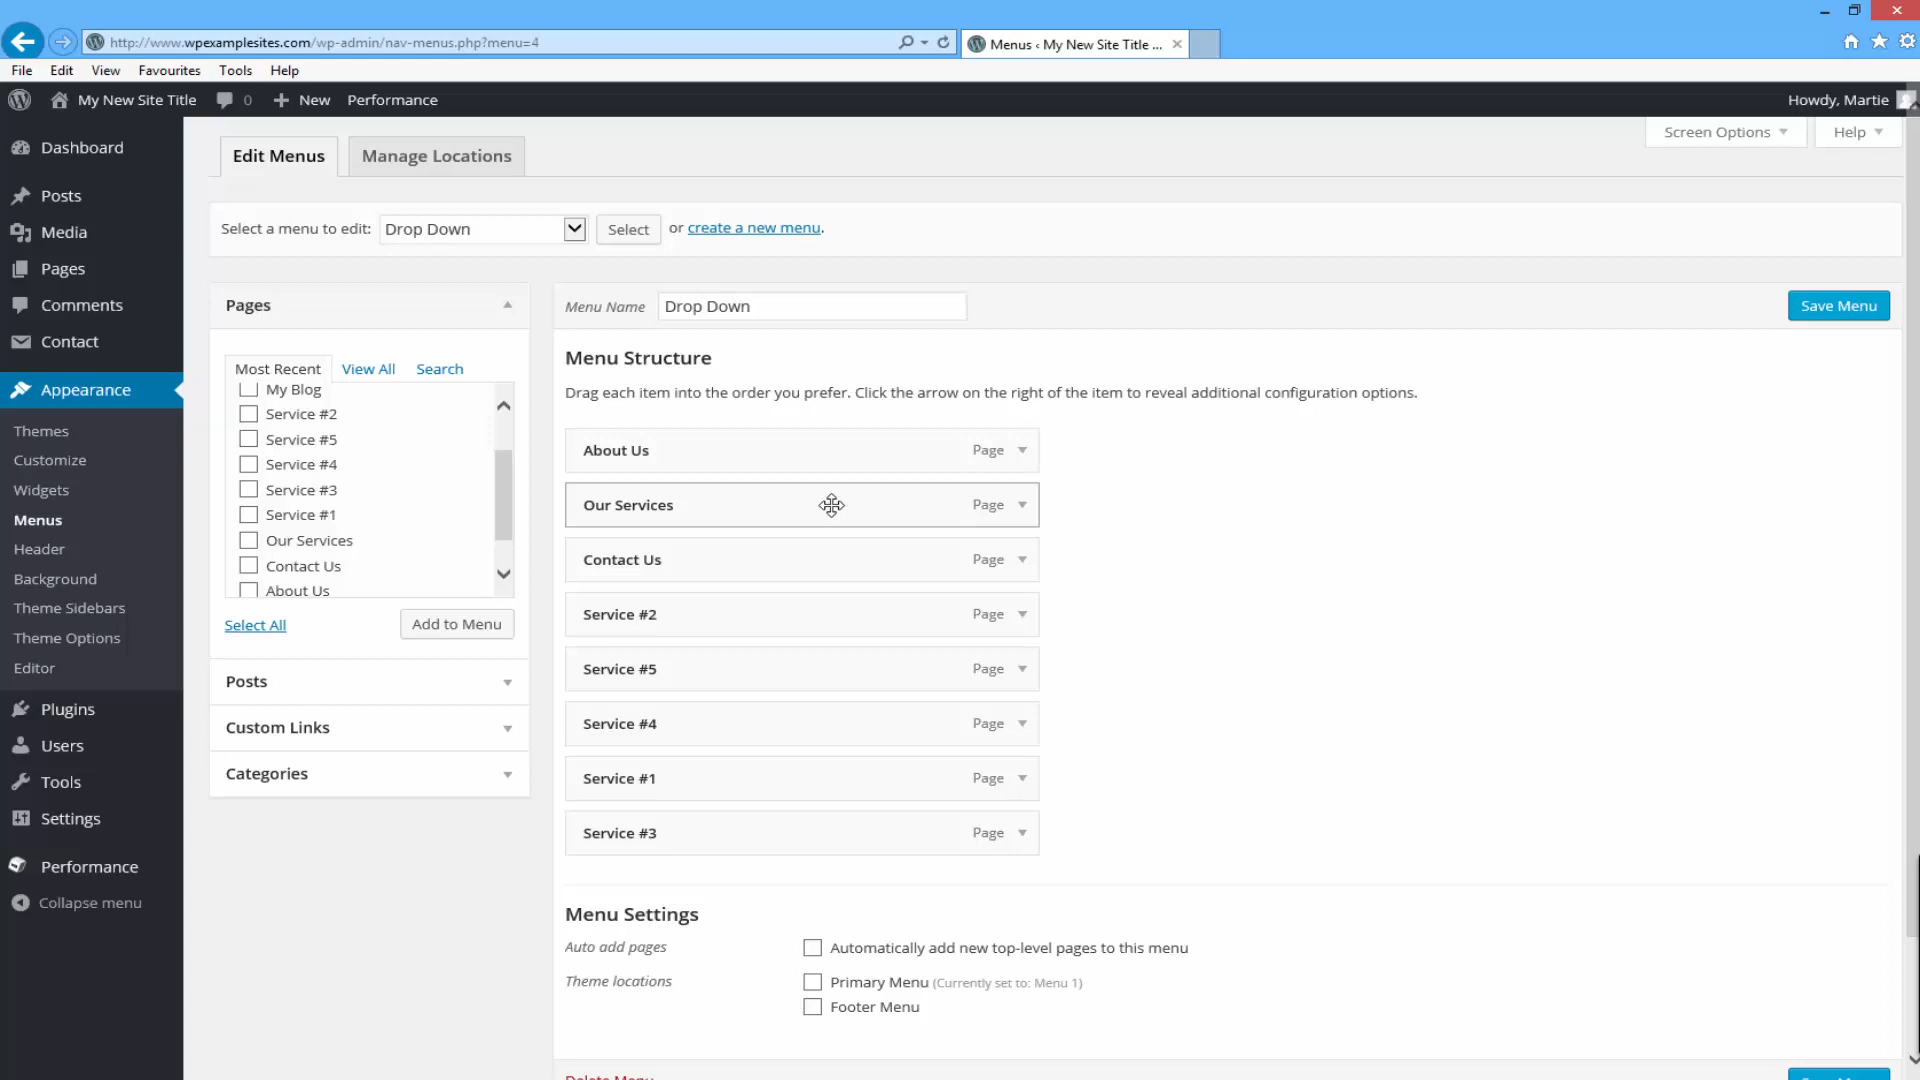 http://www.wpexamplesites.com/wp-admin/nav-menus.php?menu=4
Menus ‹ My New Site Title ...
File Edit View Favourites Tools Help
My New Site Title 0 New Performance
Howdy, Martie
Dashboard
Posts
Media
Pages
Comments
Contact
Appearance
Themes
Customize
Widgets
Menus
Header
Background
Theme Sidebars
Theme Options
Editor
Plugins
Users
Tools
Settings
Performance
Collapse menu
Screen Options Help
Edit Menus Manage Locations
Select a menu to edit: Drop Down Select or create a new menu.
Pages
Most Recent View All Search
My Blog
Service #2
Service #5
Service #4
Service #3
Service #1
Our Services
Contact Us
About Us
Select All Add to Menu
Posts
Custom Links
Categories
Menu Name Drop Down Save Menu
Menu Structure
Drag each item into the order you prefer. Click the arrow on the right of the item to reveal additional configuration options.
About Us Page
Our Services Page
Contact Us Page
Service #2 Page
Service #5 Page
Service #4 Page
Service #1 Page
Service #3 Page
Menu Settings
Auto add pages Automatically add new top-level pages to this menu
Theme locations Primary Menu (Currently set to: Menu 1)
Footer Menu
Delete Menu